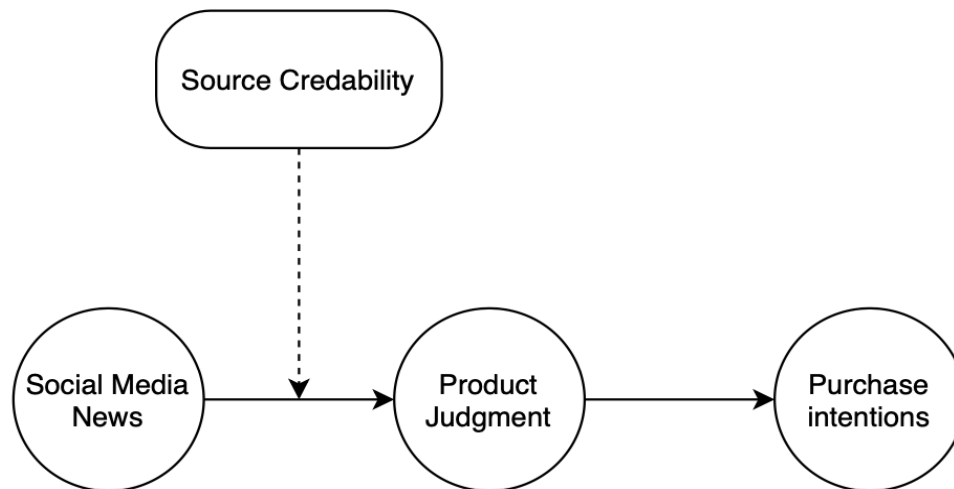 Source Credability
Social Media
News
Product
Judgment
Purchase
intentions